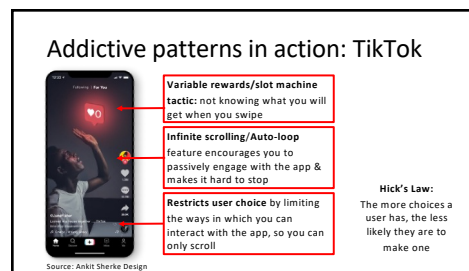 Addictive patterns in action: TikTok
Following | For You
0
Variable rewards/slot machine
tactic: not knowing what you will
get when you swipe
Infinite scrolling/Auto-loop
feature encourages you to
passively engage with the app &
makes it hard to stop
Restricts user choice by limiting
the ways in which you can
interact with the app, so you can
only scroll
Hick's Law:
The more choices a
user has, the less
likely they are to
make one
Source: Ankit Sherke Design